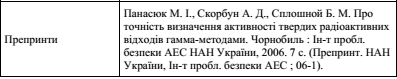 Препринти
Панасюк М. І., Скорбун А. Д., Сплошной Б. М. Про
точність визначення активності твердих радіоактивних
відходів гамма-методами. Чорнобиль : Ін-т пробл.
безпеки АЕС НАН України, 2006. 7 с. (Препринт. НАН
України, Ін-т пробл. безпеки АЕС ; 06-1).